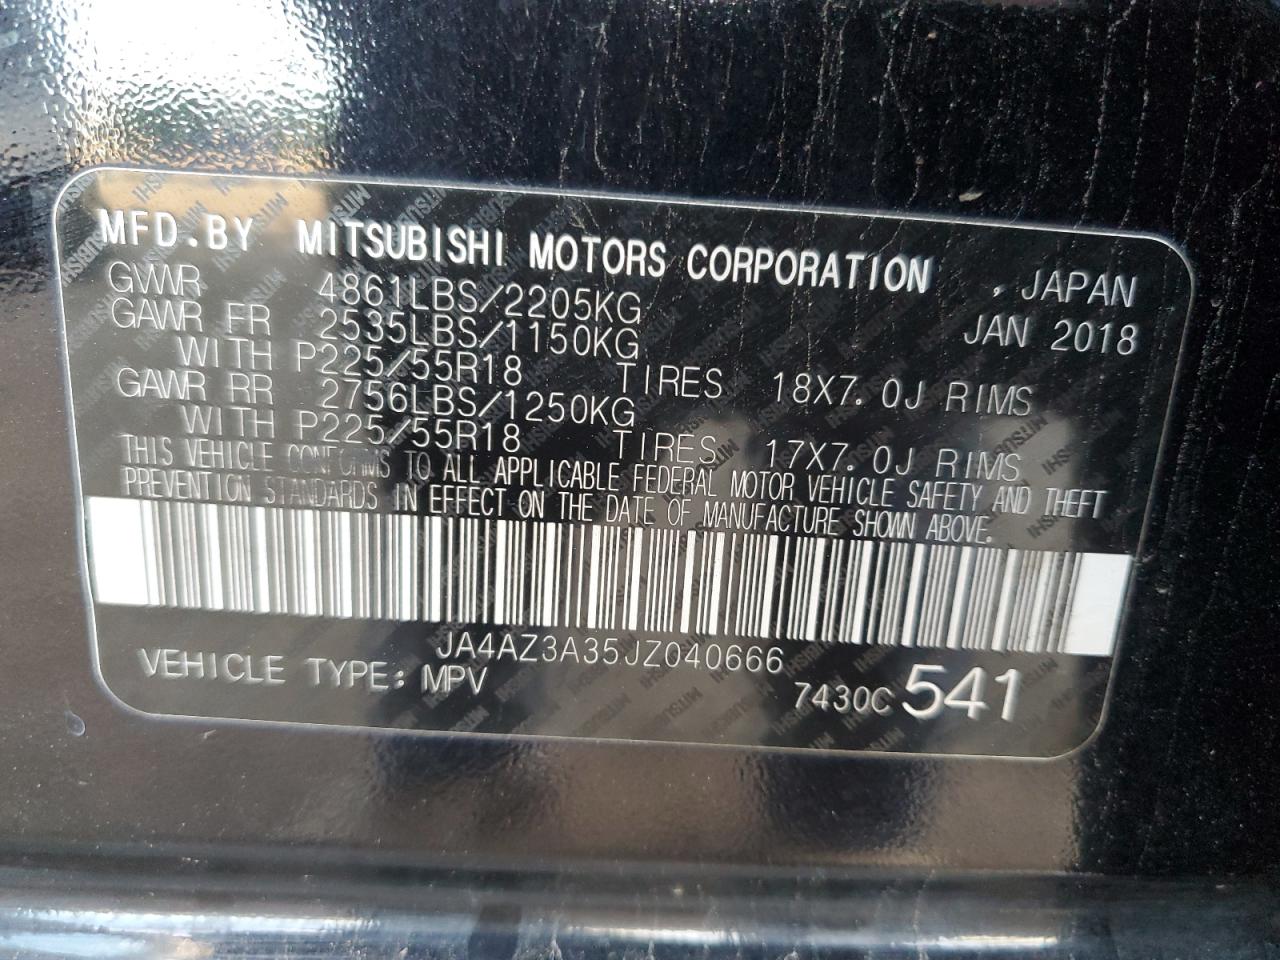 MFD.BY MITSUBISHI MOTORS CORPORATION , JAPAN
GVWR 4861LBS/2205KG JAN 2018
GAWR FR 2535LBS/1150KG
WITH P225/55R18 TIRES 18X7.0J RIMS
GAWR RR 2756LBS/1250KG
WITH P225/55R18 TIRES 17X7.0J RIMS
THIS VEHICLE CONFORMS TO ALL APPLICABLE FEDERAL MOTOR VEHICLE SAFETY AND THEFT
PREVENTION STANDARDS IN EFFECT ON THE DATE OF MANUFACTURE SHOWN ABOVE.
JA4AZ3A35JZ040666
VEHICLE TYPE: MPV 7430C 541